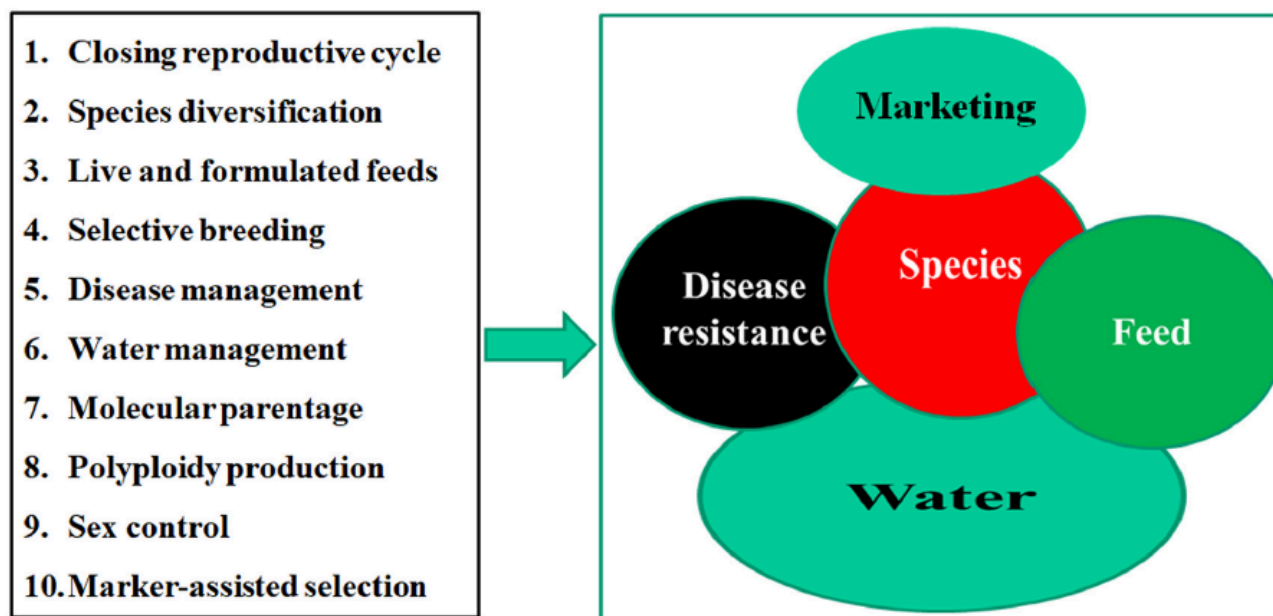 1. Closing reproductive cycle
2. Species diversification
3. Live and formulated feeds
4. Selective breeding
5. Disease management
6. Water management
7. Molecular parentage
8. Polyploidy production
9. Sex control
10. Marker-assisted selection
Marketing
Species
Disease
resistance
Feed
Water